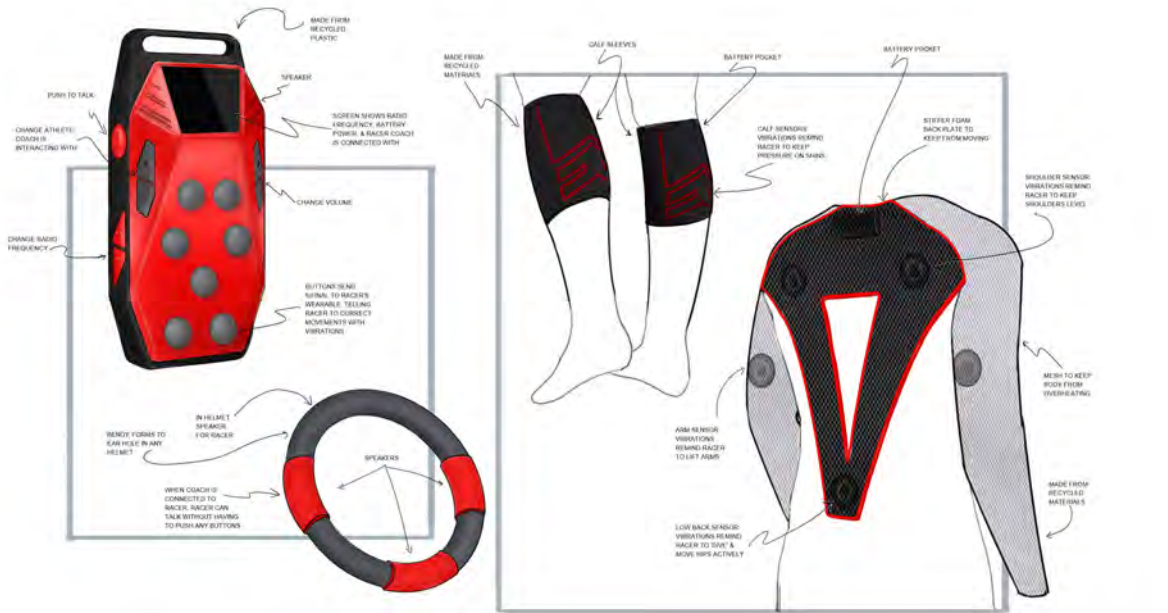 MADE FROM
RECYCLED
PLASTIC
SPEAKER
PUSH TO TALK
CHANGE ATHLETE
COACH IS
INTERACTING WITH
SCREEN SHOWS RADIO
FREQUENCY, BATTERY
POWER, & RACER COACH
IS CONNECTED WITH
CHANGE VOLUME
CHANGE RADIO
FREQUENCY
BUTTONS SEND
SIGNAL TO RACER'S
WEARABLE, TELLING
RACER TO CORRECT
MOVEMENTS WITH
VIBRATIONS
IN HELMET
SPEAKER
FOR RACER
BENDY FORMS TO
EAR HOLE IN ANY
HELMET
SPEAKERS
WHEN COACH IS
CONNECTED TO
RACER, RACER CAN
TALK WITHOUT HAVING
TO PUSH ANY BUTTONS
MADE FROM
RECYCLED
MATERIALS
CALF SLEEVES
BATTERY POCKET
CALF SENSORS
VIBRATIONS REMIND
RACER TO KEEP
PRESSURE ON SHINS
BATTERY POCKET
STIFFER FOAM
BACK PLATE TO
KEEP FROM MOVING
SHOULDER SENSOR
VIBRATIONS REMIND
RACER TO KEEP
SHOULDERS LEVEL
ARM SENSOR
VIBRATIONS
REMIND RACER
TO LIFT ARMS
MESH TO KEEP
BODY FROM
OVERHEATING
MADE FROM
RECYCLED
MATERIALS
LOW BACK SENSOR
VIBRATIONS REMIND
RACER TO &
MOVE HIPS ACTIVELY